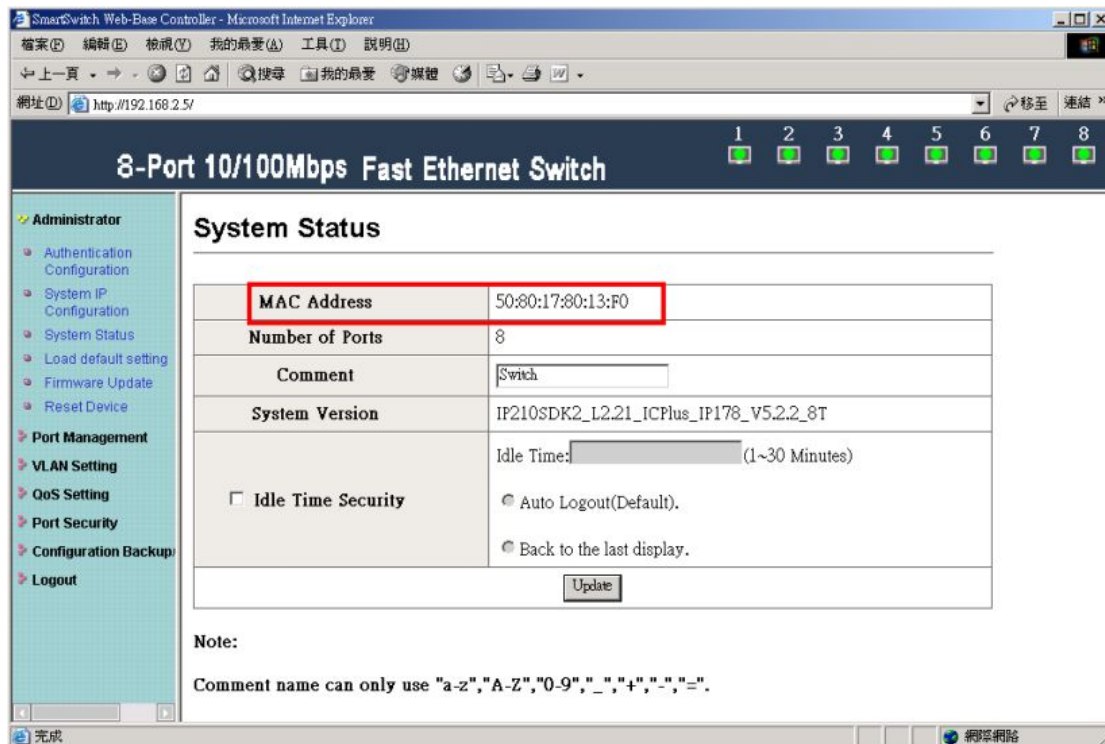 SmartSwitch Web-Base Controller - Microsoft Internet Explorer
檔案(F) 編輯(E) 檢視(V) 我的最愛(A) 工具(T) 說明(H)
上一頁 搜尋 我的最愛 媒體
網址(D) http://192.168.2.5/ 移至 連結 »
1 2 3 4 5 6 7 8
8-Port 10/100Mbps Fast Ethernet Switch
Administrator
Authentication
Configuration
System IP
Configuration
System Status
Load default setting
Firmware Update
Reset Device
Port Management
VLAN Setting
QoS Setting
Port Security
Configuration Backup/
Logout
System Status
MAC Address 50:80:17:80:13:F0
Number of Ports 8
Comment Switch
System Version IP210SDK2_L2.21_ICPlus_IP178_V5.2.2_8T
Idle Time Security
Idle Time: (1~30 Minutes)
Auto Logout(Default).
Back to the last display.
Update
Note:
Comment name can only use "a-z","A-Z","0-9","_","+","-","=".
完成 網際網路